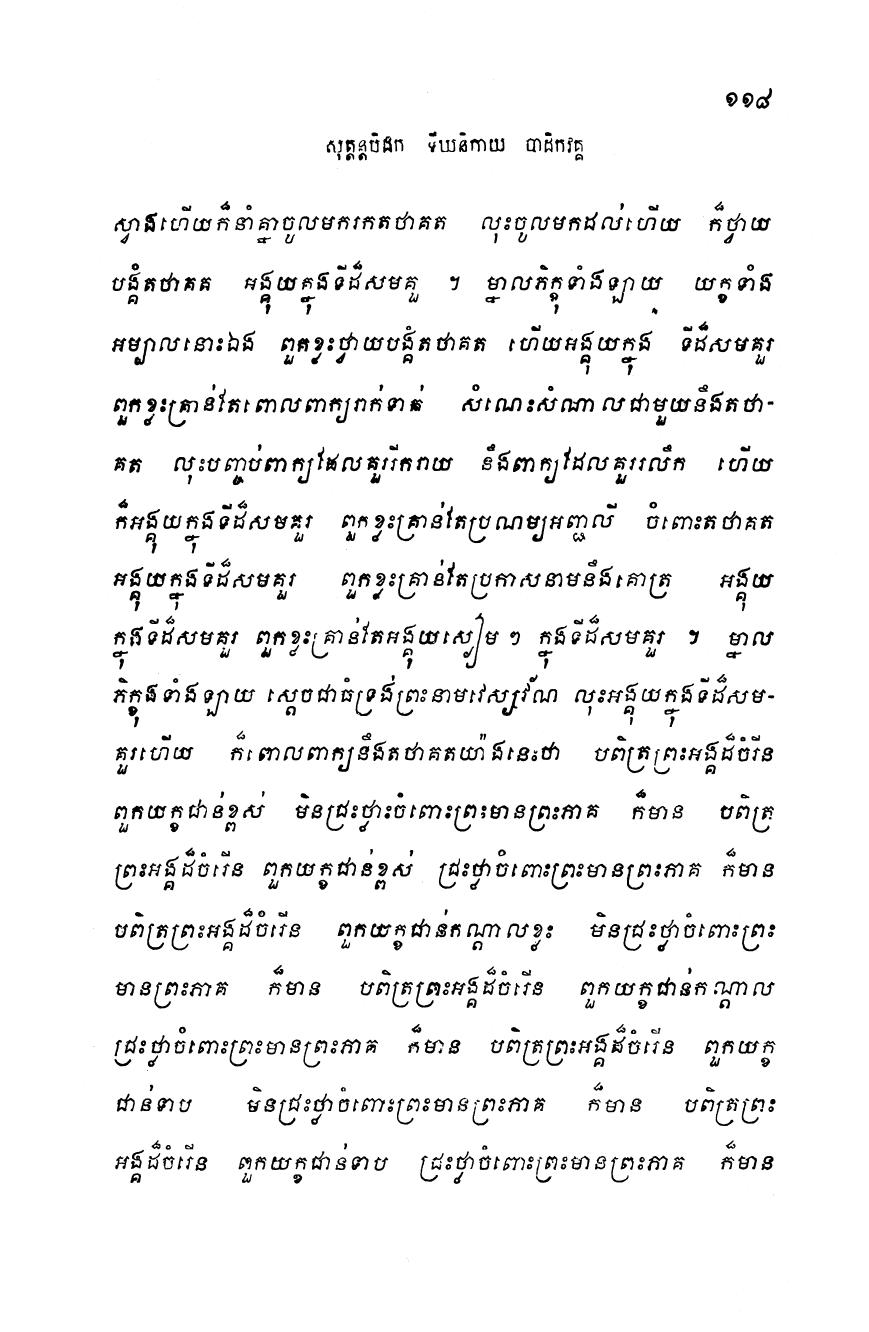 ១១៨
សុត្តន្តបិដក ទីឃនិកាយ បាដិកវគ្គ
ស្វាងហើយក៏នាំគ្នាចូលមករកតថាគត លុះចូលមកដល់ហើយ ក៏ថ្វាយ
បង្គំតថាគត អង្គុយក្នុងទីដ៏សមគួ ។ ម្នាលភិក្ខុទាំងឡាយ យក្ខទាំង
អម្បាលនោះឯង ពួកខ្លះថ្វាយបង្គំតថាគត ហើយអង្គុយក្នុង ទីដ៏សមគួរ
ពួកខ្លះគ្រាន់តែពោលពាក្យរាក់ទាក់ សំណេះសំណាលជាមួយនឹងតថា-
គត លុះបញ្ចប់ពាក្យដែលគួររីករាយ នឹងពាក្យដែលគួររលឹក ហើយ
ក៏អង្គុយក្នុងទីដ៏សមគួរ ពួកខ្លះគ្រាន់តែប្រណម្យអញ្ជលី ចំពោះតថាគត
អង្គុយក្នុងទីដ៏សមគួរ ពួកខ្លះគ្រាន់តែប្រកាសនាមនឹងគោត្រ អង្គុយ
ក្នុងទីដ៏សមគួរ ពួកខ្លះគ្រាន់តែអង្គុយស្ងៀម ៗ ក្នុងទីដ៏សមគួរ ។ ម្នាល
ភិក្ខុងទាំងឡាយ ស្តេចជាធំទ្រង់ព្រះនាមវេស្សវ័ណ លុះអង្គុយក្នុងទីដ៏សម-
គួរហើយ ក៏ពោលពាក្យនឹងតថាគតយ៉ាងនេះថា បពិត្រព្រះអង្គដ៏ចំរើន
ពួកយក្ខជាន់ខ្ពស់ មិនជ្រះថ្លះចំពោះព្រះមានព្រះភាគ ក៏មាន បពិត្រ
ព្រះអង្គដ៏ចំរើន ពួកយក្ខជាន់ខ្ពស់ ជ្រះថ្លាចំពោះព្រះមានព្រះភាគ ក៏មាន
បពិត្រព្រះអង្គដ៏ចំរើន ពួកយក្ខជាន់កណ្តាលខ្លះ មិនជ្រះថ្លាចំពោះព្រះ
មានព្រះភាគ ក៏មាន បពិត្រព្រះអង្គដ៏ចំរើន ពួកយក្ខជាន់កណ្តាល
ជ្រះថ្លាចំពោះព្រះមានព្រះភាគ ក៏មាន បពិត្រព្រះអង្គដ៏ចំរើន ពួកយក្ខ
ជាន់ទាប មិនជ្រះថ្លាចំពោះព្រះមានព្រះភាគ ក៏មាន បពិត្រព្រះ
អង្គដ៏ចំរើន ពួកយក្ខជាន់ទាប ជ្រះថ្លាចំពោះព្រះមានព្រះភាគ ក៏មាន